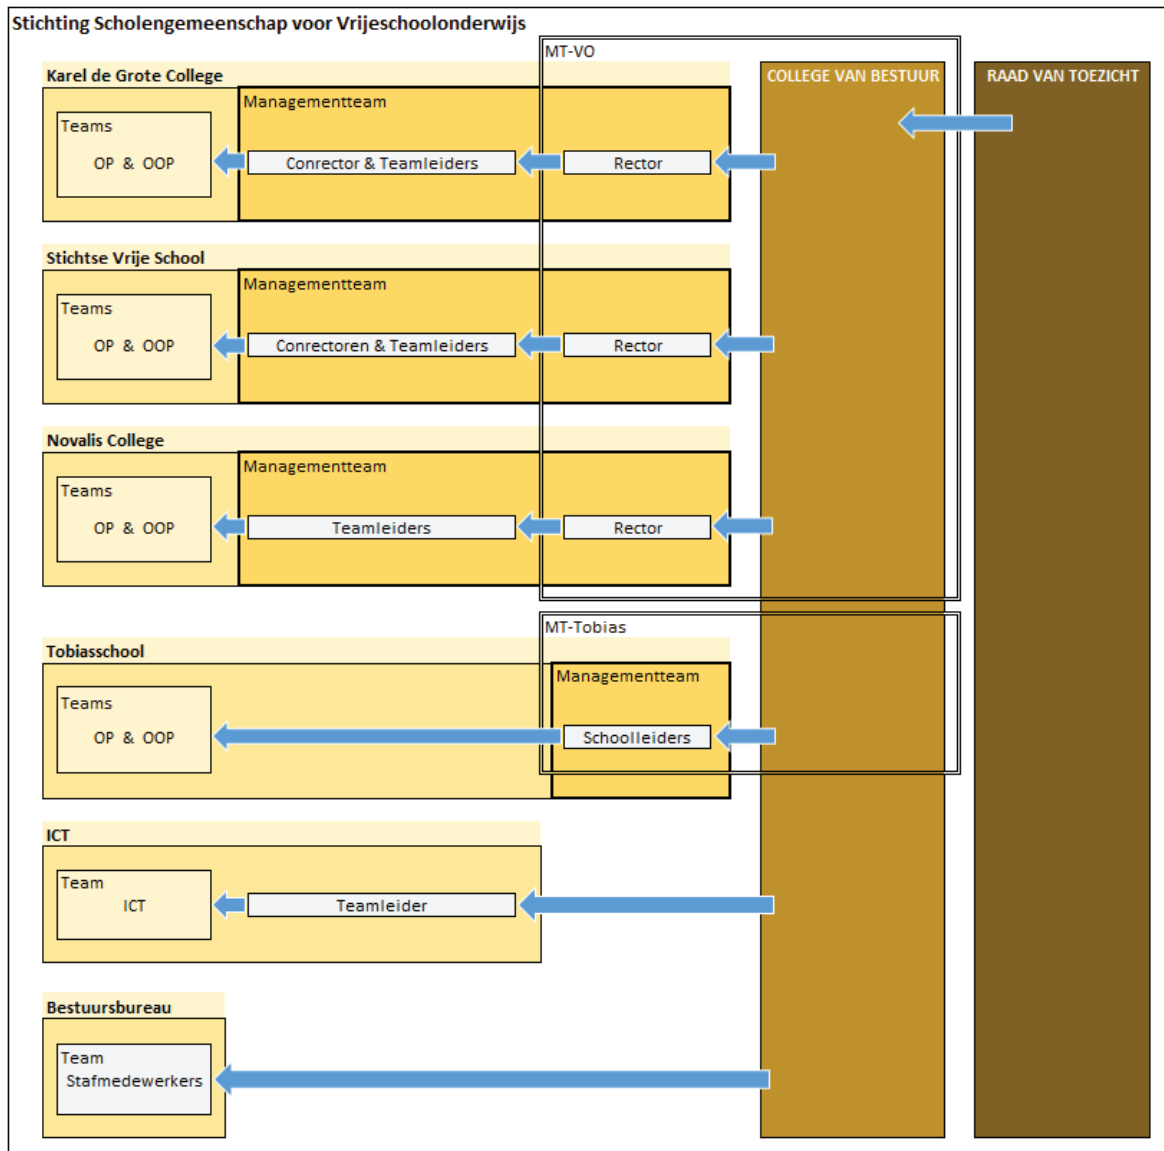 Stichting Scholengemeenschap voor Vrijeschoolonderwijs
MT-VO
Karel de Grote College
COLLEGE VAN BESTUUR
RAAD VAN TOEZICHT
Managementteam
Teams
OP & OOP
Conrector & Teamleiders
Rector
Stichtse Vrije School
Managementteam
Teams
OP & OOP
Conrectoren & Teamleiders
Rector
Novalis College
Managementteam
Teams
OP & OOP
Teamleiders
Rector
MT-Tobias
Tobiasschool
Managementteam
Teams
OP & OOP
Schoolleiders
ICT
Team
ICT
Teamleider
Bestuursbureau
Team
Stafmedewerkers